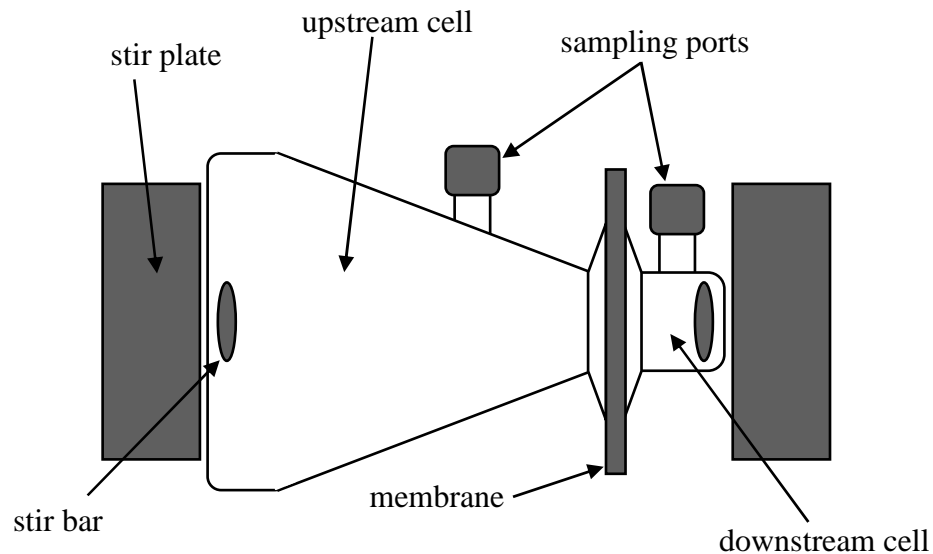 upstream cell
sampling ports
stir plate
membrane
stir bar
downstream cell